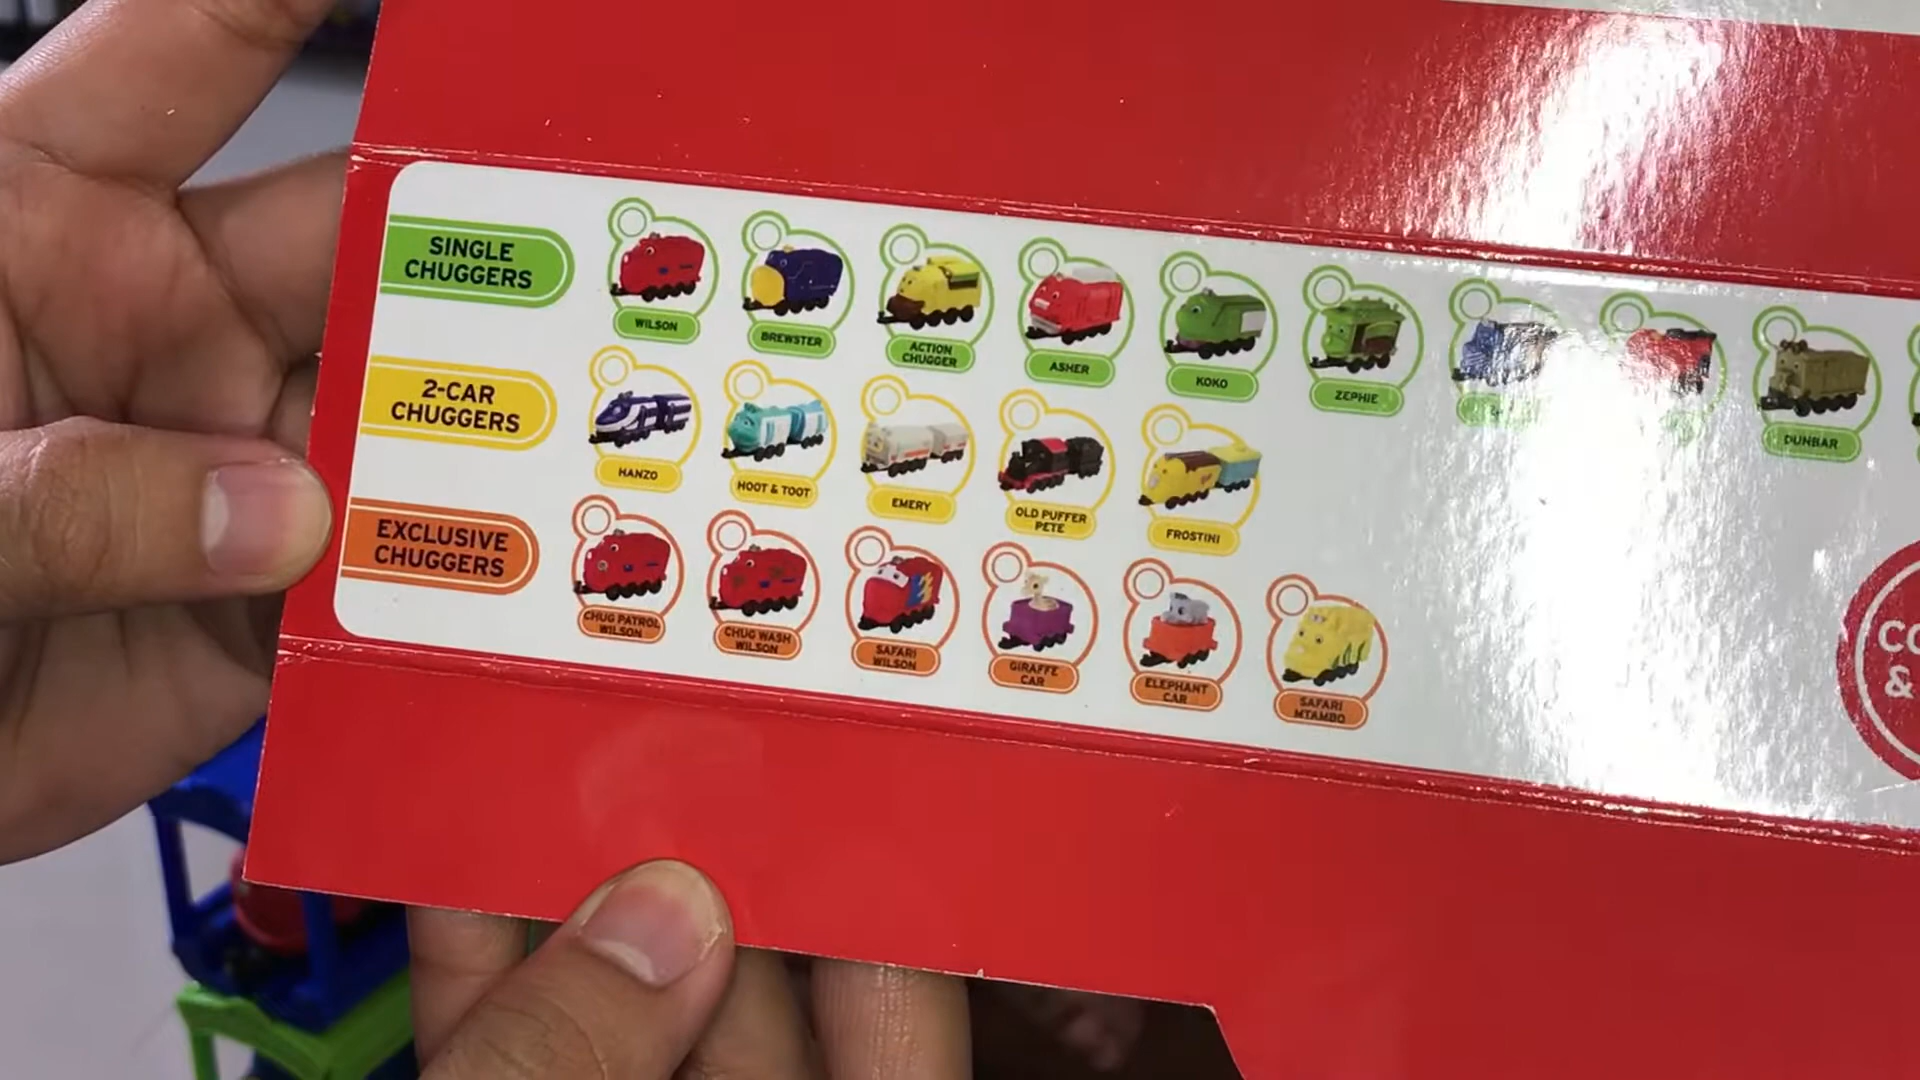 SINGLE
CHUGGERS
WILSON
BREWSTER
ACTION
CHUGGER
ASHER
KOKO
ZEPHIE
DUNBAR
2-CAR
CHUGGERS
HANZO
HOOT & TOOT
EMERY
OLD PUFFER
PETE
FROSTINI
EXCLUSIVE
CHUGGERS
CHUG PATROL
WILSON
CHUG WASH
WILSON
SAFARI
WILSON
GIRAFFE
CAR
ELEPHANT
CAR
SAFARI
MTAMBO
CO
&